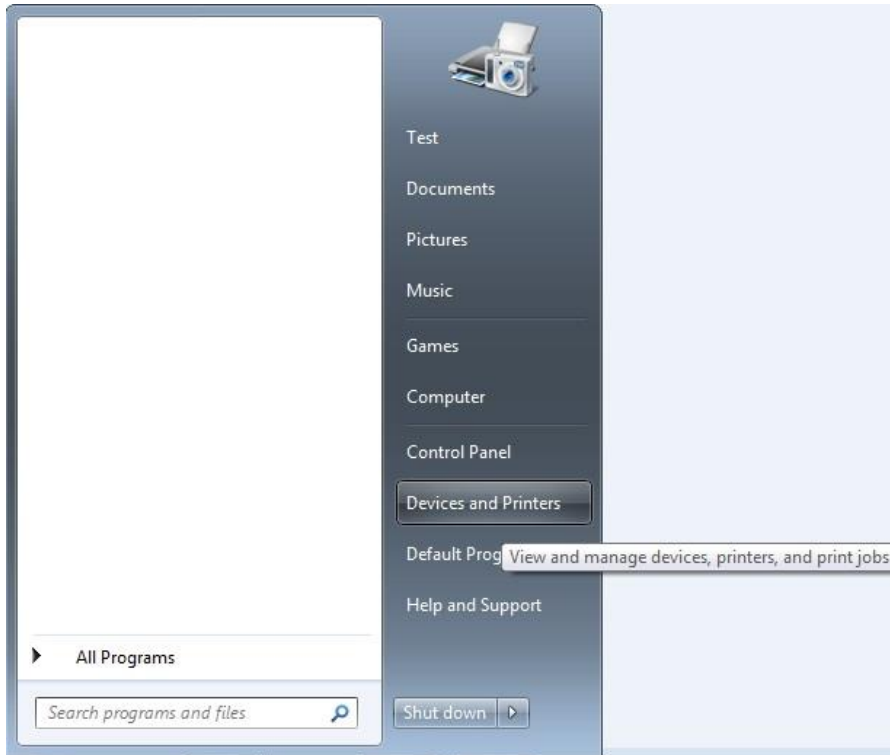 Test
Documents
Pictures
Music
Games
Computer
Control Panel
Devices and Printers
Default Prog
View and manage devices, printers, and print jobs
Help and Support
All Programs
Search programs and files
Shut down